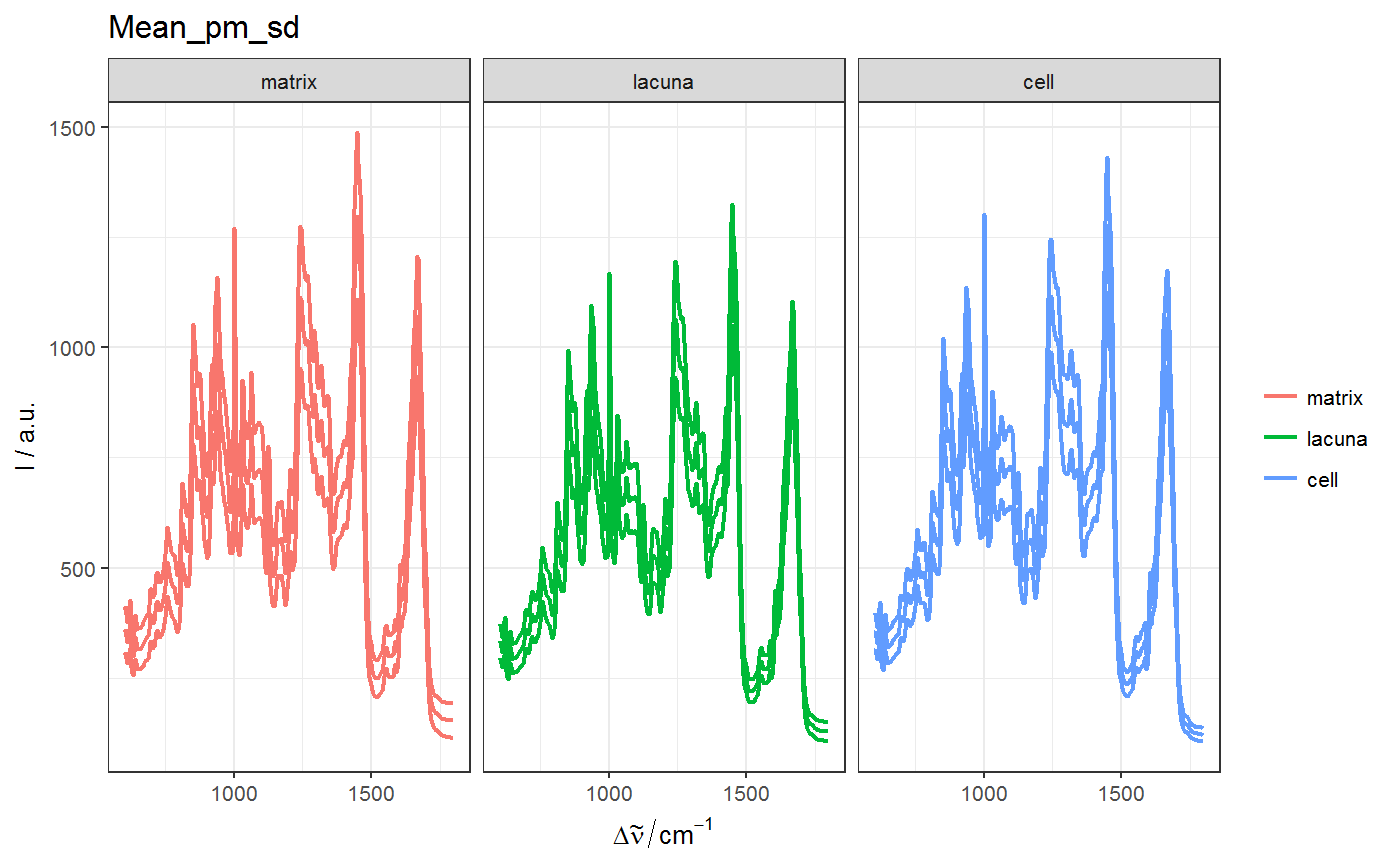 Mean_pm_sd
matrix
lacuna
cell
1500
1000
500
I / a.u.
1000 1500
1000 1500
1000 1500
Δṽ/cm⁻¹
matrix
lacuna
cell